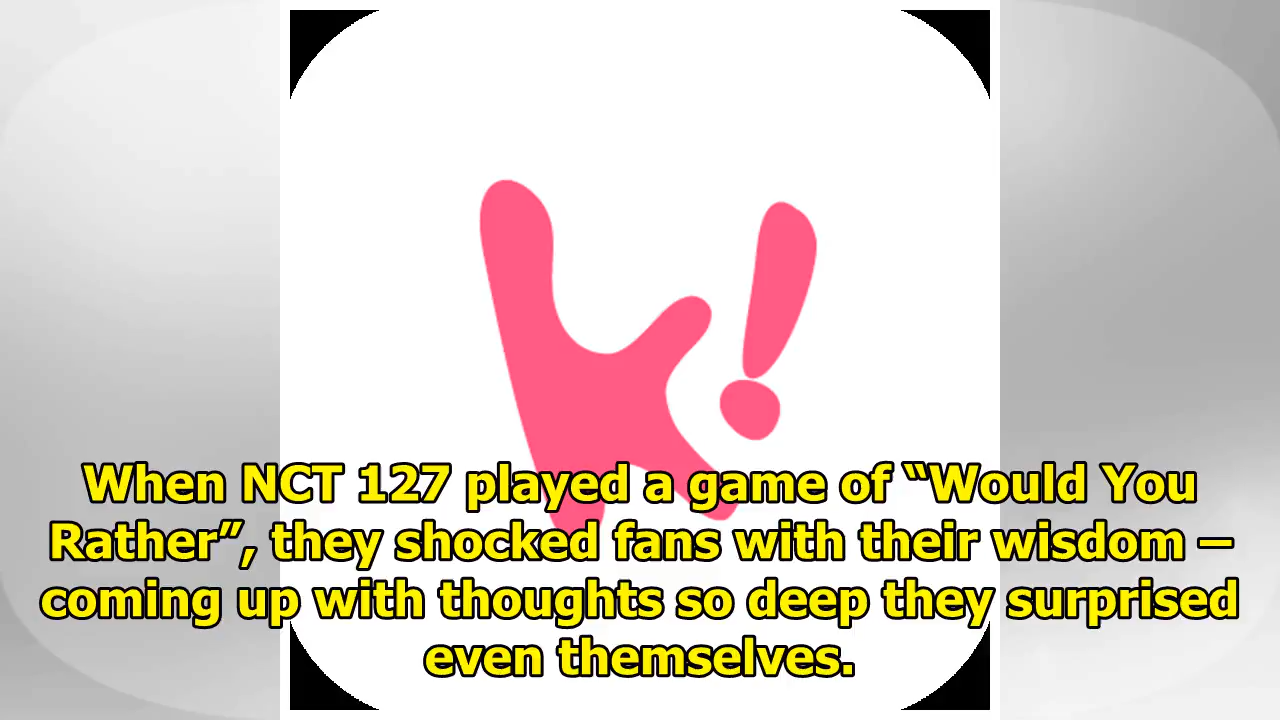 k!
When NCT 127 played a game of “Would You
Rather”, they shocked fans with their wisdom –
coming up with thoughts so deep they surprised
even themselves.